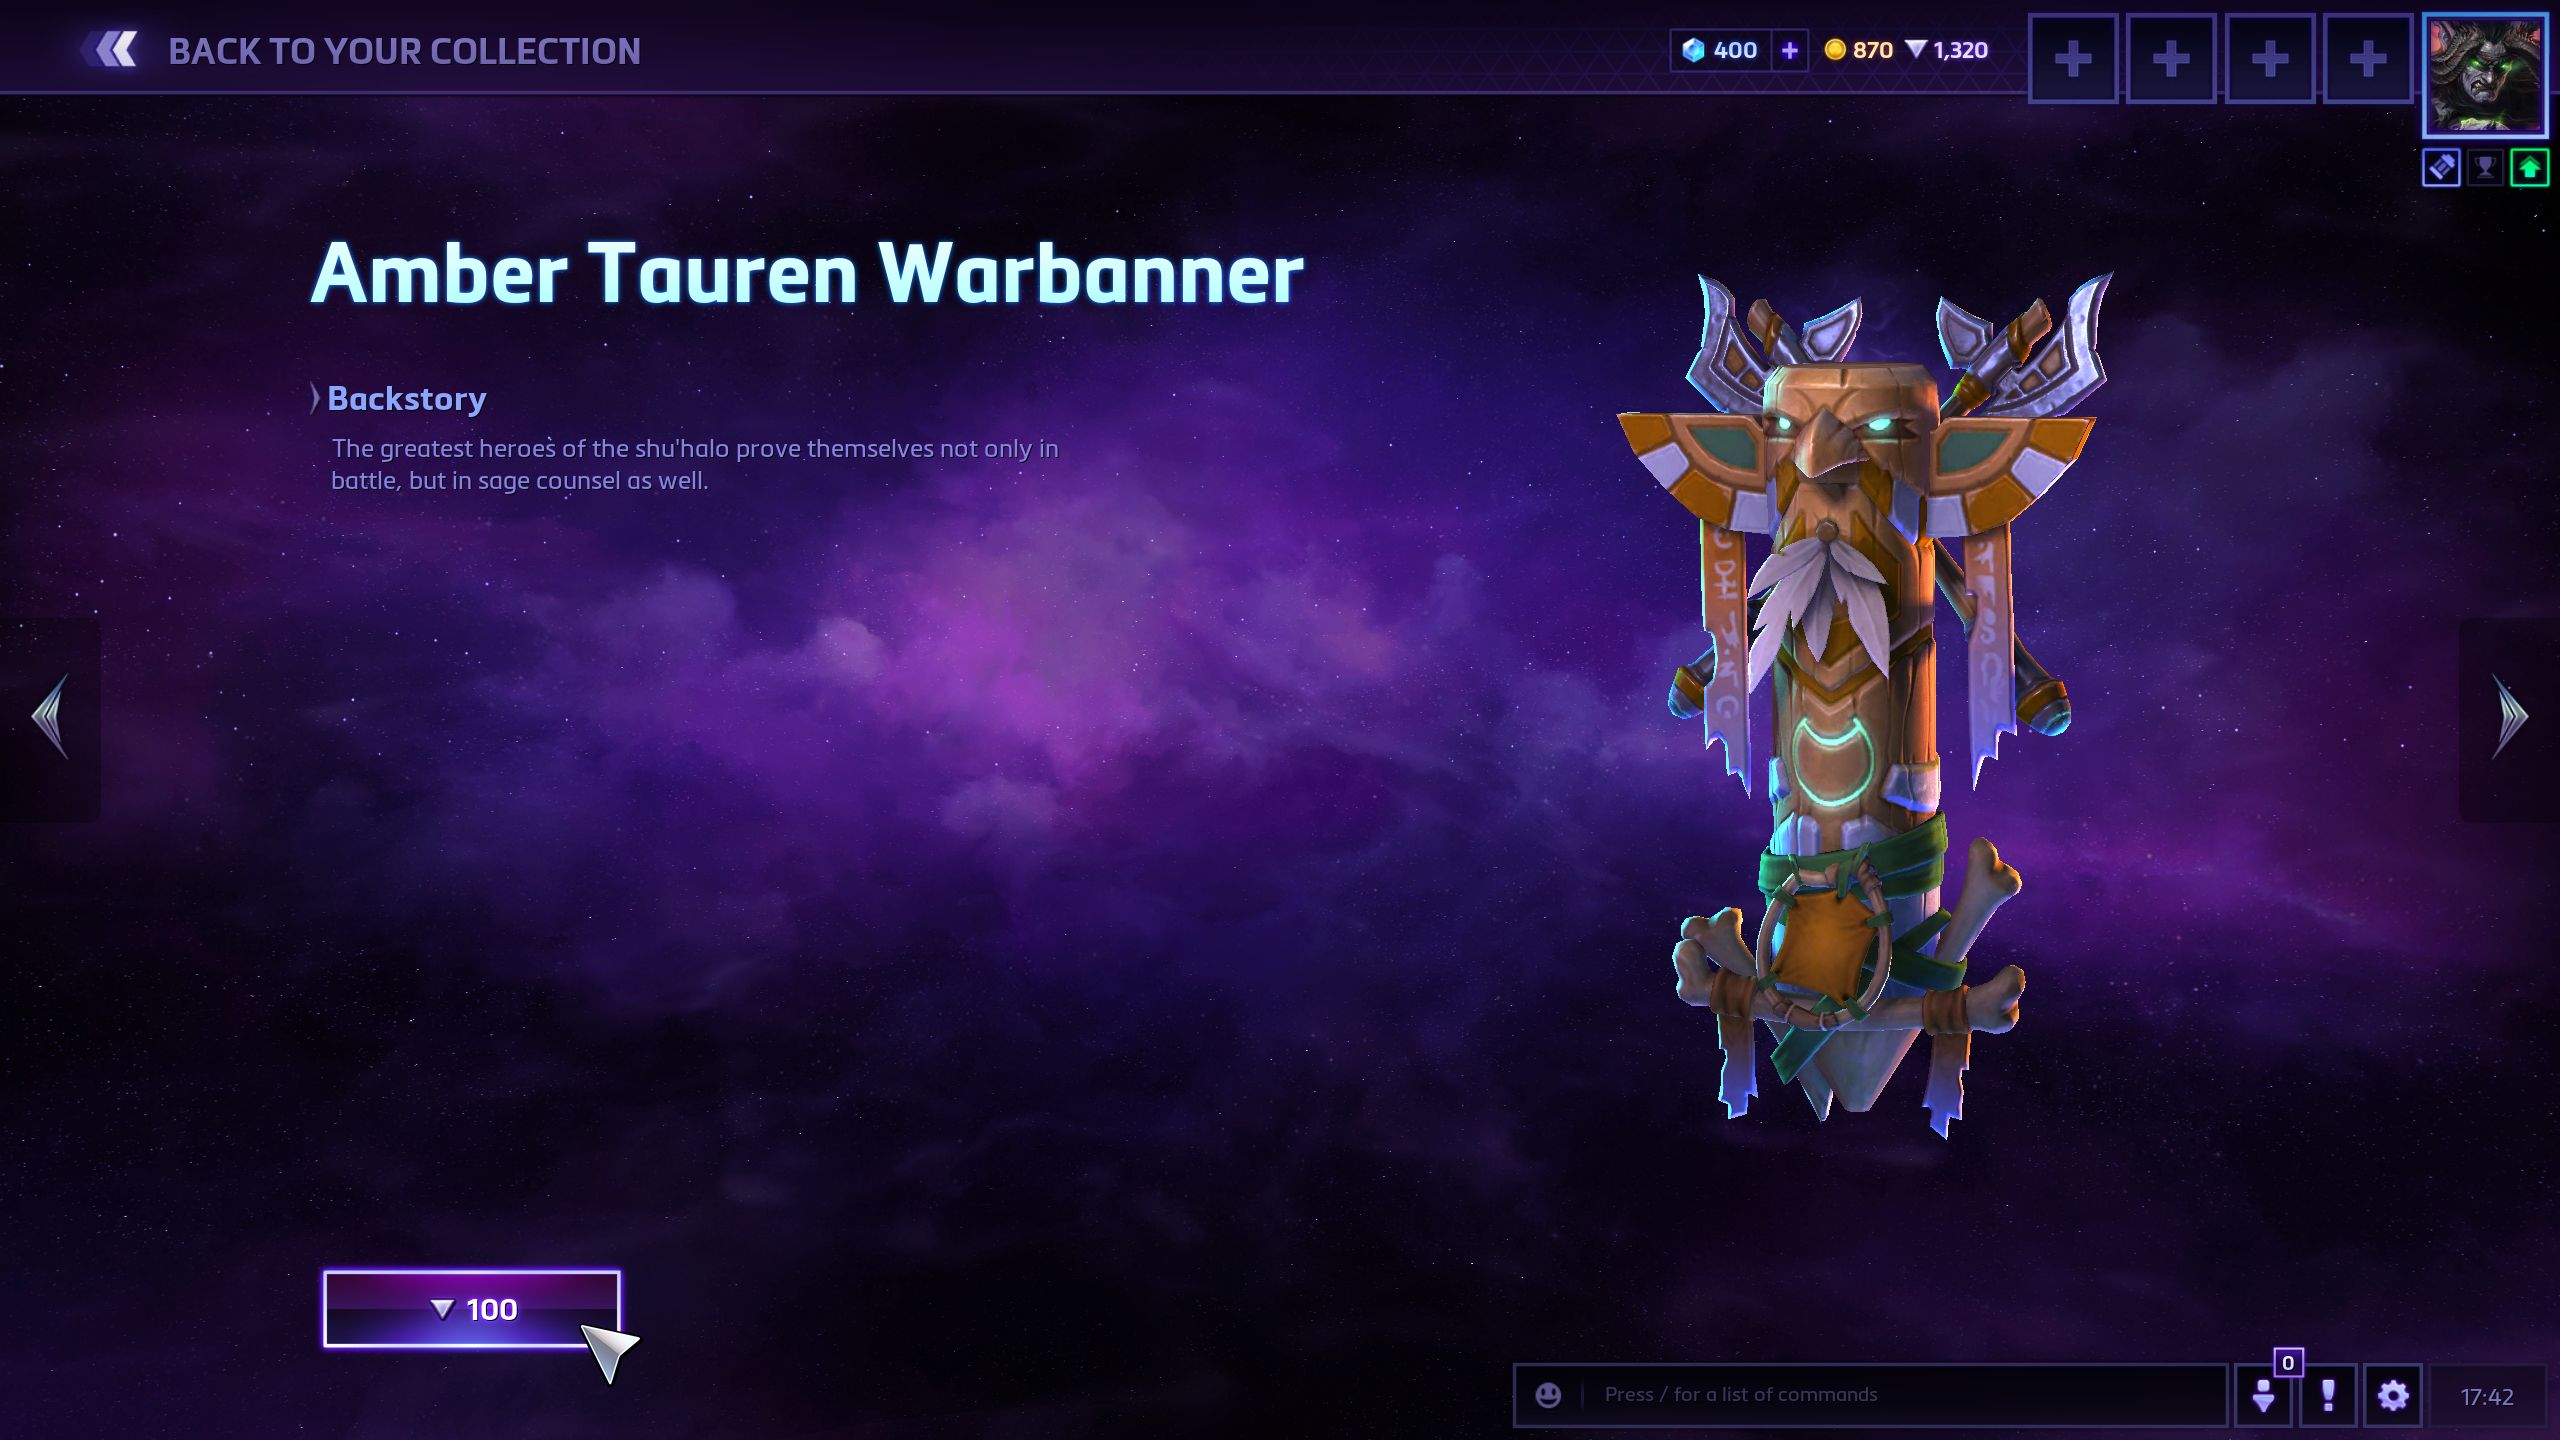 BACK TO YOUR COLLECTION
400
870
1,320
Amber Tauren Warbanner
Backstory
The greatest heroes of the shu'halo prove themselves not only in
battle, but in sage counsel as well.
100
0
Press / for a list of commands
17:42